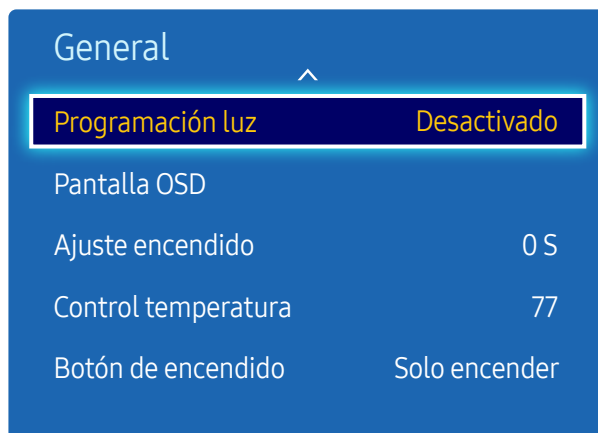 General
Programación luz Desactivado
Pantalla OSD
Ajuste encendido 0 S
Control temperatura 77
Botón de encendido Solo encender